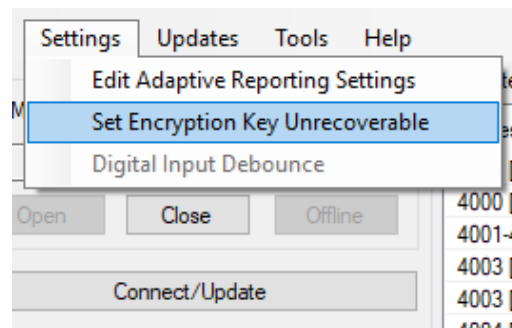 Settings Updates Tools Help
Edit Adaptive Reporting Settings
Set Encryption Key Unrecoverable
Digital Input Debounce
Open Close Offline
4000 [
4001-4
4003 [
Connect/Update
4003 [